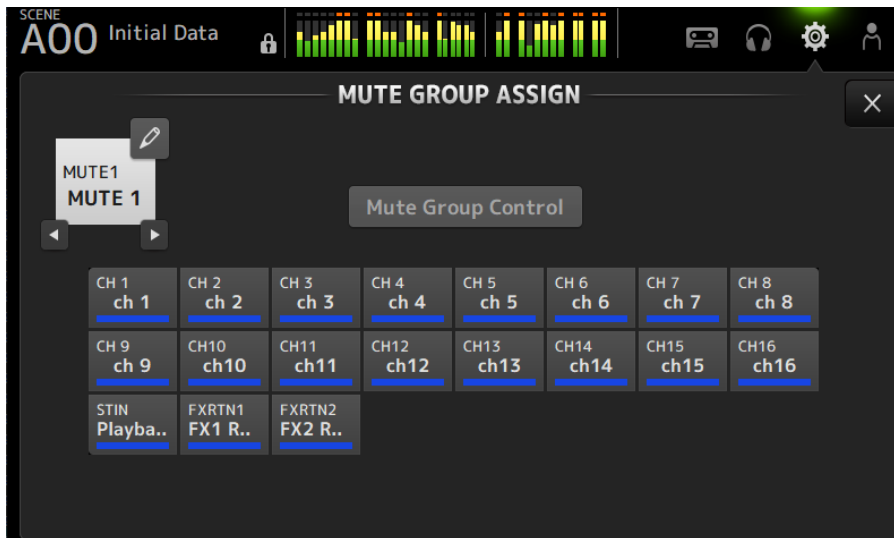 SCENE
A00 Initial Data
MUTE GROUP ASSIGN
MUTE1
MUTE 1
Mute Group Control
CH 1 CH 2 CH 3 CH 4 CH 5 CH 6 CH 7 CH 8
ch 1 ch 2 ch 3 ch 4 ch 5 ch 6 ch 7 ch 8
CH 9 CH10 CH11 CH12 CH13 CH14 CH15 CH16
ch 9 ch10 ch11 ch12 ch13 ch14 ch15 ch16
STIN FXRTN1 FXRTN2
Playba.. FX1 R.. FX2 R..